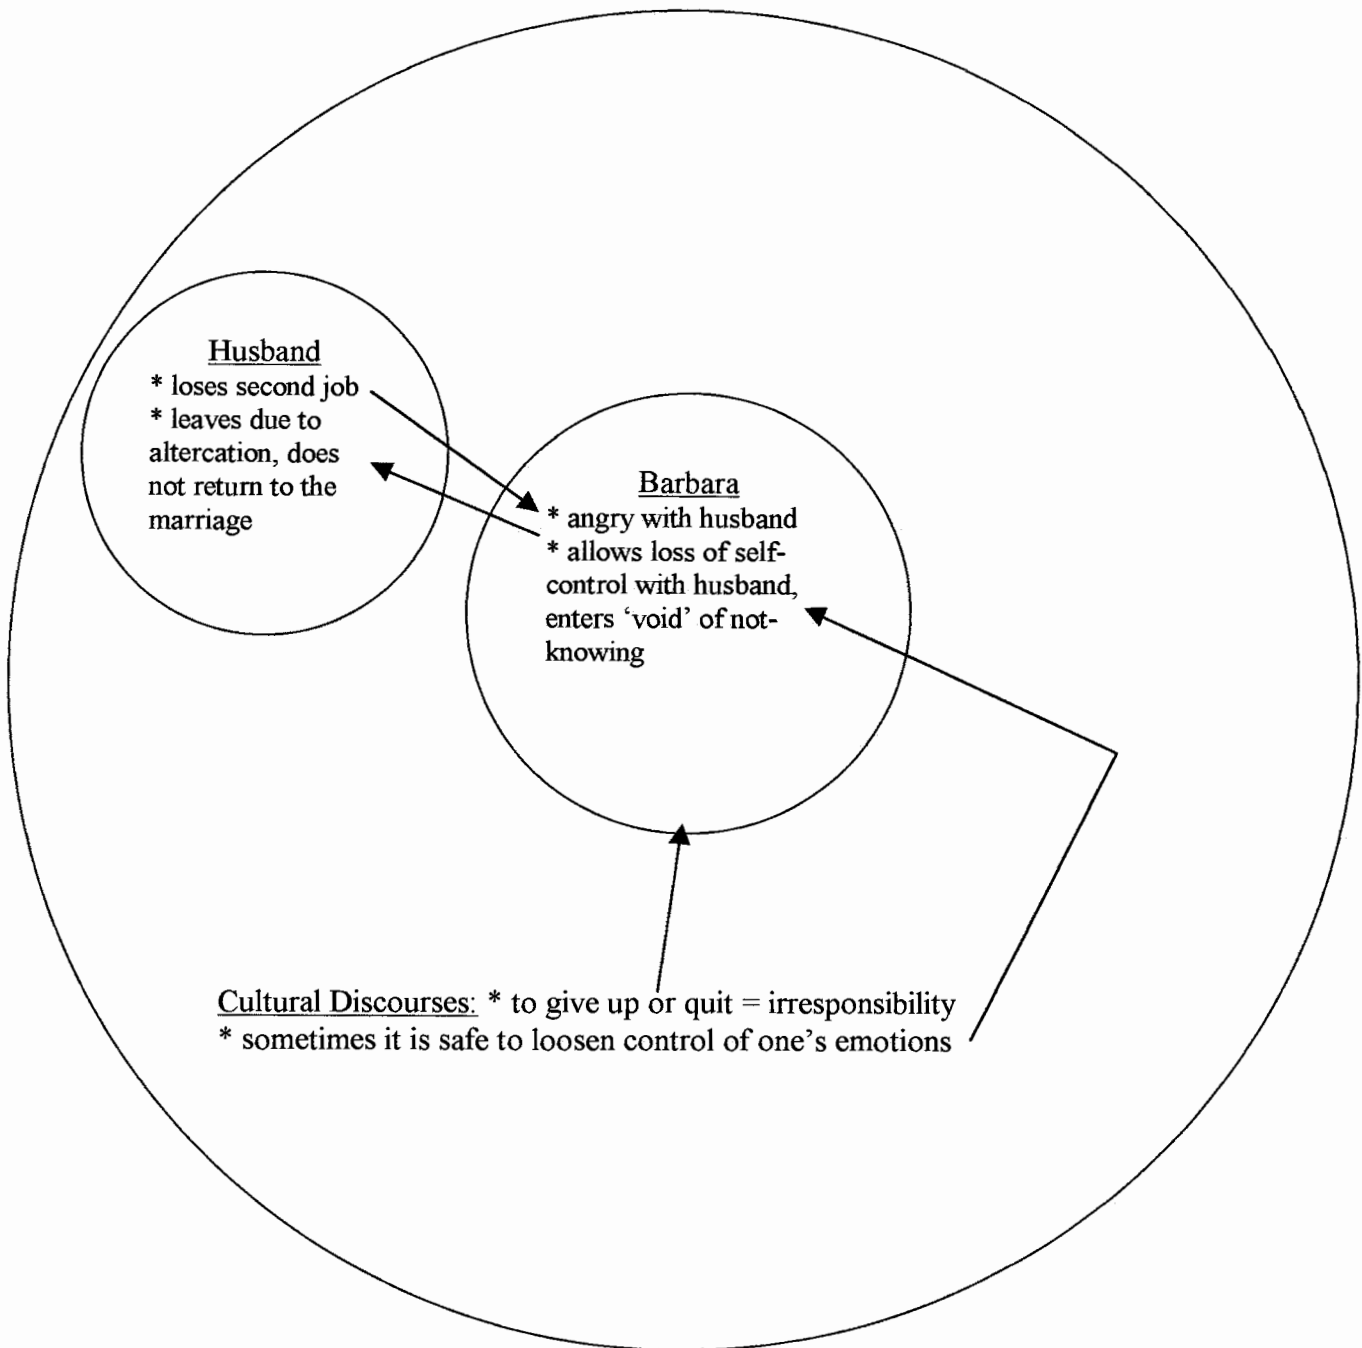 Husband
* loses second job
* leaves due to
altercation, does
not return to the
marriage
Barbara
* angry with husband
* allows loss of self-
control with husband,
enters ‘void’ of not-
knowing
Cultural Discourses: * to give up or quit = irresponsibility
* sometimes it is safe to loosen control of one’s emotions